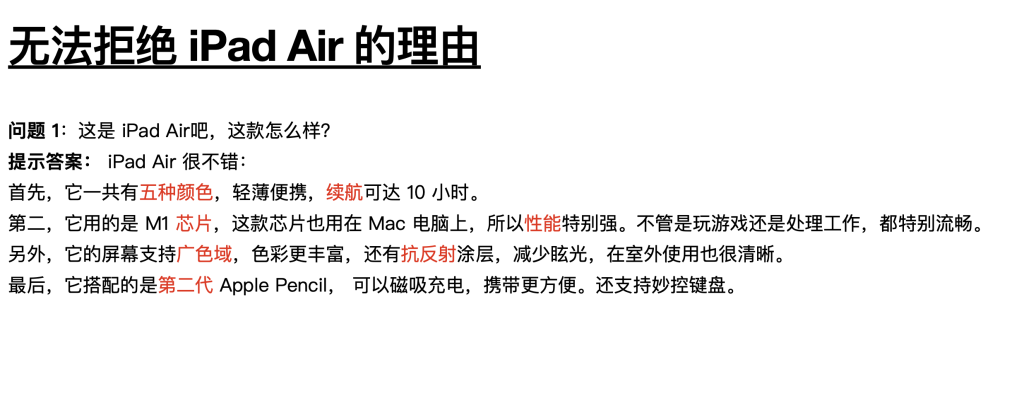 无法拒绝 iPad Air 的理由
问题 1：这是 iPad Air吧，这款怎么样?
提示答案： iPad Air 很不错：
首先，它一共有五种颜色，轻薄便携，续航可达 10 小时。
第二，它用的是 M1 芯片，这款芯片也用在 Mac 电脑上，所以性能特别强。不管是玩游戏还是处理工作，都特别流畅。
另外，它的屏幕支持广色域，色彩更丰富，还有抗反射涂层，减少眩光，在室外使用也很清晰。
最后，它搭配的是第二代 Apple Pencil， 可以磁吸充电，携带更方便。还支持妙控键盘。